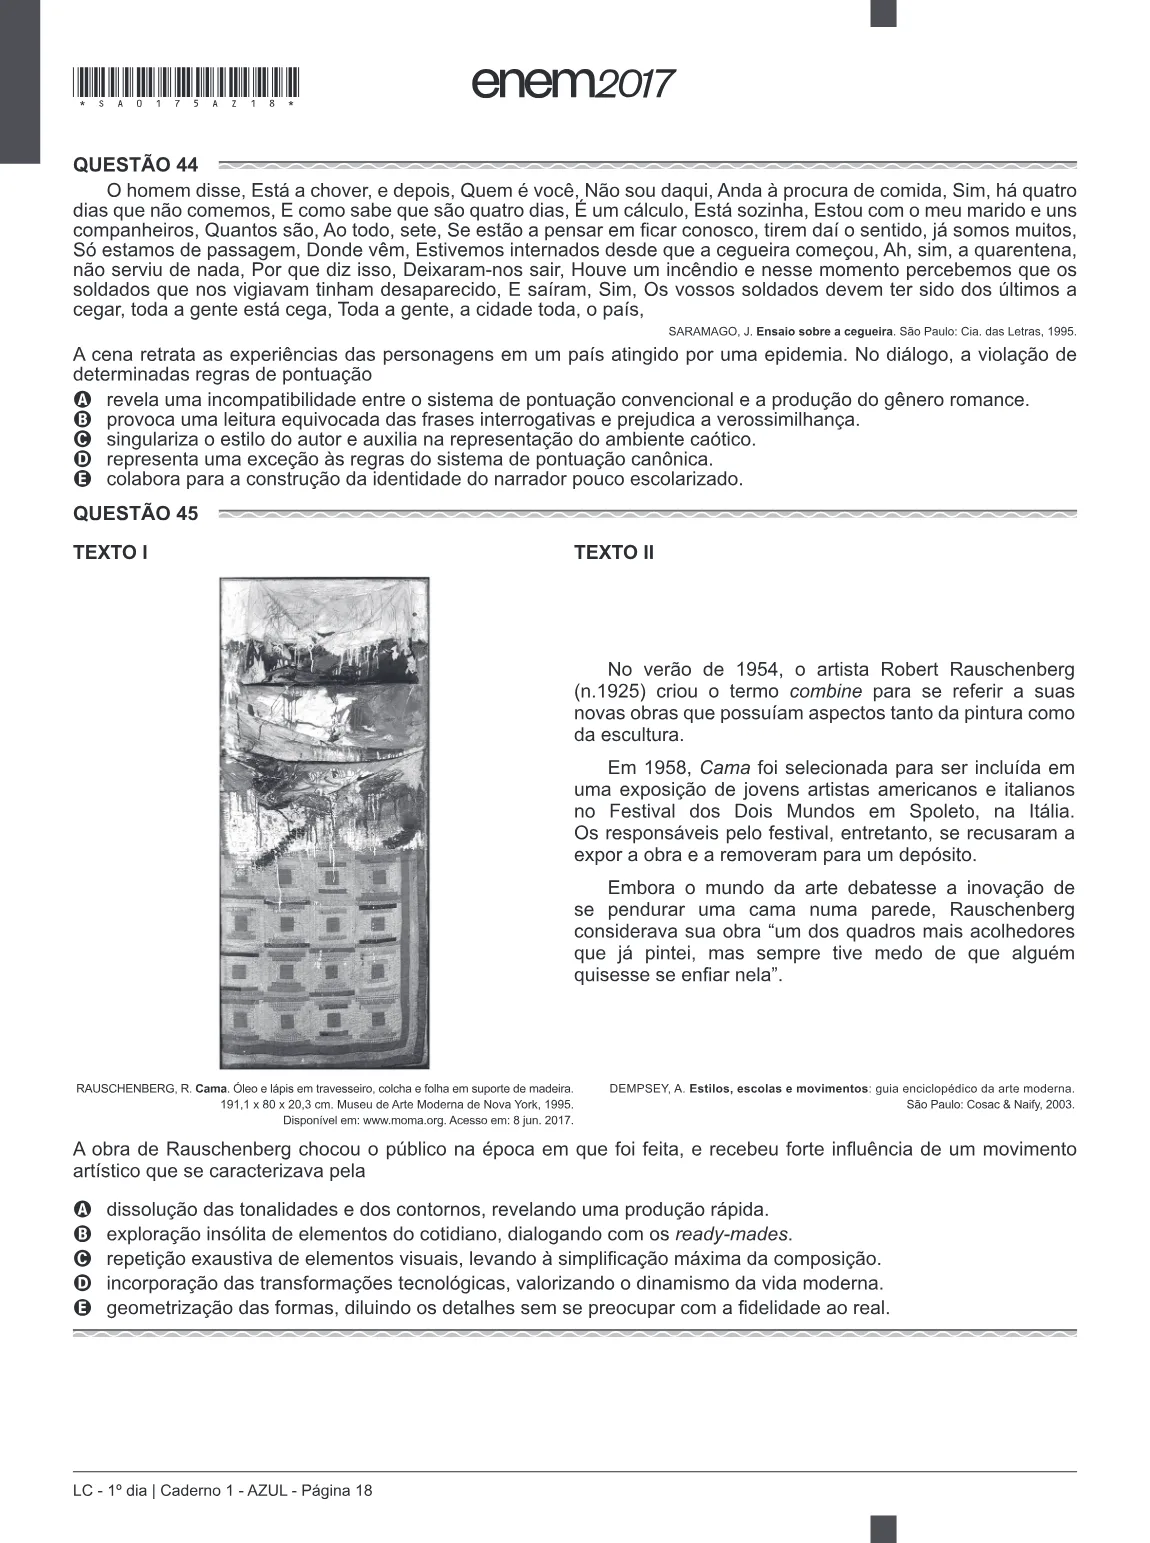 *SA0175AZ18*
enem2017
QUESTÃO 44
O homem disse, Está a chover, e depois, Quem é você, Não sou daqui, Anda à procura de comida, Sim, há quatro
dias que não comemos, E como sabe que são quatro dias, É um cálculo, Está sozinha, Estou com o meu marido e uns
companheiros, Quantos são, Ao todo, sete, Se estão a pensar em ficar conosco, tirem daí o sentido, já somos muitos,
Só estamos de passagem, Donde vêm, Estivemos internados desde que a cegueira começou, Ah, sim, a quarentena,
não serviu de nada, Por que diz isso, Deixaram-nos sair, Houve um incêndio e nesse momento percebemos que os
soldados que nos vigiavam tinham desaparecido, E saíram, Sim, Os vossos soldados devem ter sido dos últimos a
cegar, toda a gente está cega, Toda a gente, a cidade toda, o país,
SARAMAGO, J. Ensaio sobre a cegueira. São Paulo: Cia. das Letras, 1995.
A cena retrata as experiências das personagens em um país atingido por uma epidemia. No diálogo, a violação de
determinadas regras de pontuação
A revela uma incompatibilidade entre o sistema de pontuação convencional e a produção do gênero romance.
B provoca uma leitura equivocada das frases interrogativas e prejudica a verossimilhança.
C singulariza o estilo do autor e auxilia na representação do ambiente caótico.
D representa uma exceção às regras do sistema de pontuação canônica.
E colabora para a construção da identidade do narrador pouco escolarizado.
QUESTÃO 45
TEXTO I
RAUSCHENBERG, R. Cama. Óleo e lápis em travesseiro, colcha e folha em suporte de madeira.
191,1 x 80 x 20,3 cm. Museu de Arte Moderna de Nova York, 1995.
Disponível em: www.moma.org. Acesso em: 8 jun. 2017.
TEXTO II
No verão de 1954, o artista Robert Rauschenberg
(n.1925) criou o termo combine para se referir a suas
novas obras que possuíam aspectos tanto da pintura como
da escultura.
Em 1958, Cama foi selecionada para ser incluída em
uma exposição de jovens artistas americanos e italianos
no Festival dos Dois Mundos em Spoleto, na Itália.
Os responsáveis pelo festival, entretanto, se recusaram a
expor a obra e a removeram para um depósito.
Embora o mundo da arte debatesse a inovação de
se pendurar uma cama numa parede, Rauschenberg
considerava sua obra “um dos quadros mais acolhedores
que já pintei, mas sempre tive medo de que alguém
quisesse se enfiar nela”.
DEMPSEY, A. Estilos, escolas e movimentos: guia enciclopédico da arte moderna.
São Paulo: Cosac & Naify, 2003.
A obra de Rauschenberg chocou o público na época em que foi feita, e recebeu forte influência de um movimento
artístico que se caracterizava pela
A dissolução das tonalidades e dos contornos, revelando uma produção rápida.
B exploração insólita de elementos do cotidiano, dialogando com os ready-mades.
C repetição exaustiva de elementos visuais, levando à simplificação máxima da composição.
D incorporação das transformações tecnológicas, valorizando o dinamismo da vida moderna.
E geometrização das formas, diluindo os detalhes sem se preocupar com a fidelidade ao real.
LC - 1º dia | Caderno 1 - AZUL - Página 18